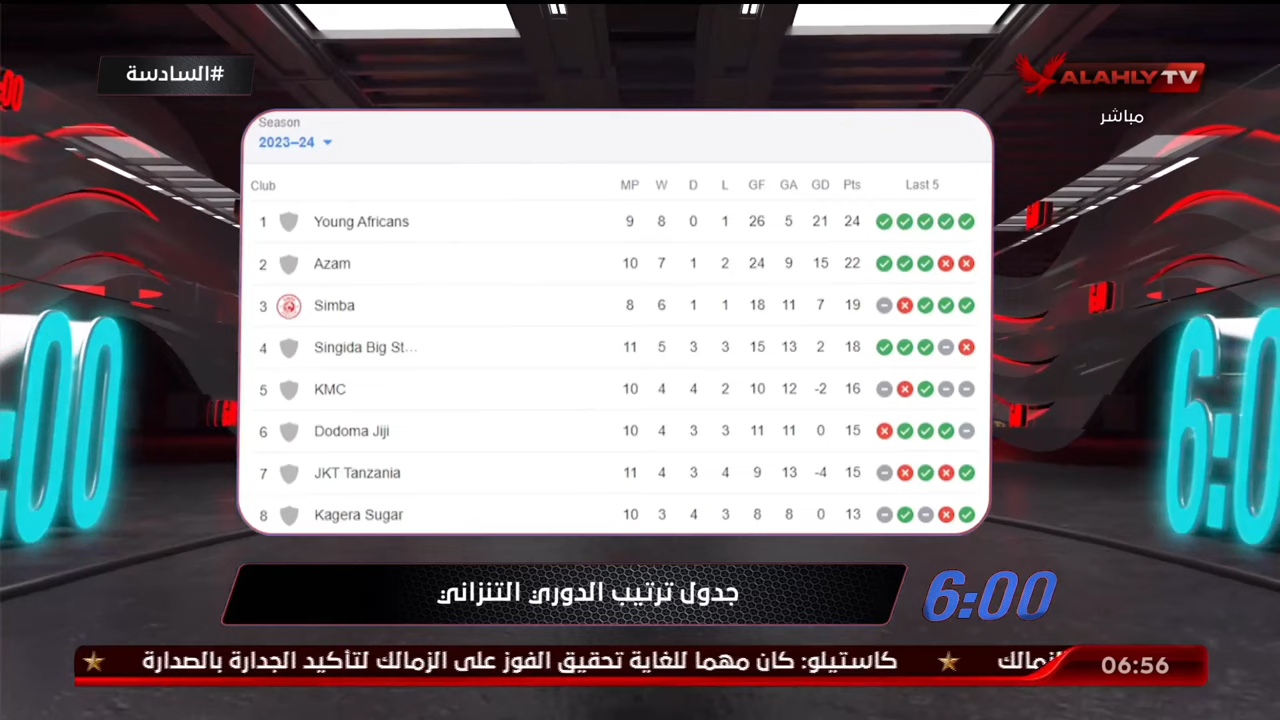 #السادسة
ALAHLY TV
مباشر
Season
2023–24
Club MP W D L GF GA GD Pts Last 5
1 Young Africans 9 8 0 1 26 5 21 24
2 Azam 10 7 1 2 24 9 15 22
3 Simba 8 6 1 1 18 11 7 19
4 Singida Big St... 11 5 3 3 15 13 2 18
5 KMC 10 4 4 2 10 12 -2 16
6 Dodoma Jiji 10 4 3 3 11 11 0 15
7 JKT Tanzania 11 4 3 4 9 13 -4 15
8 Kagera Sugar 10 3 4 3 8 8 0 13
:00
6:0
جدول ترتيب الدوري التنزاني
6:00
كاستيلو: كان مهما للغاية تحقيق الفوز على الزمالك لتأكيد الجدارة بالصدارة
06:56